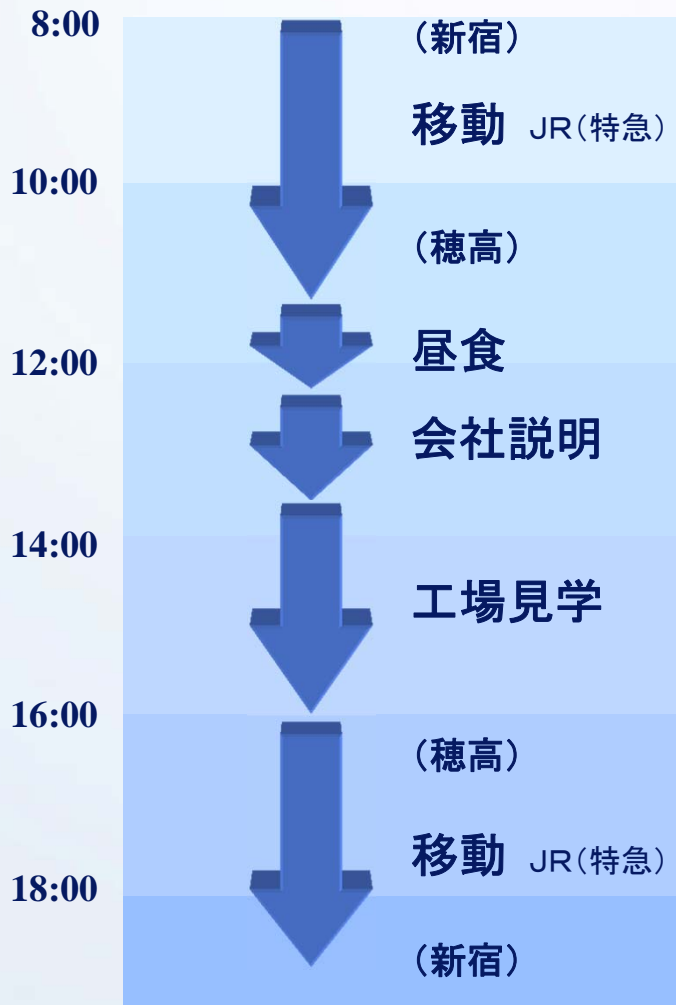 8:00
(新宿)
移動 JR(特急)
10:00
(穂高)
昼食
12:00
会社説明
14:00
工場見学
16:00
(穂高)
移動 JR(特急)
18:00
(新宿)